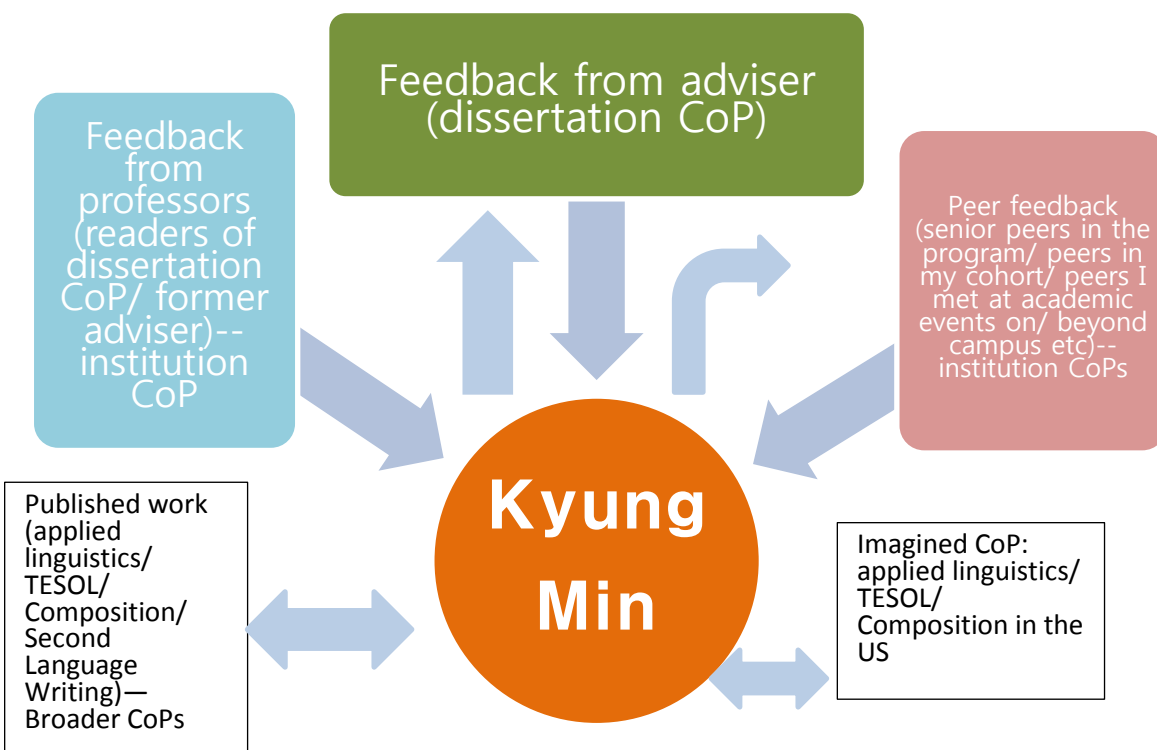 Feedback from adviser
(dissertation CoP)
Feedback
from
professors
(readers of
dissertation
CoP/ former
adviser)--
institution
CoP
Peer feedback
(senior peers in the
program/ peers in
my cohort/ peers I
met at academic
events on/ beyond
campus etc)--
institution CoPs
Kyung
Min
Published work
(applied
linguistics/
TESOL/
Composition/
Second
Language
Writing)—
Broader CoPs
Imagined CoP:
applied linguistics/
TESOL/
Composition in the
US